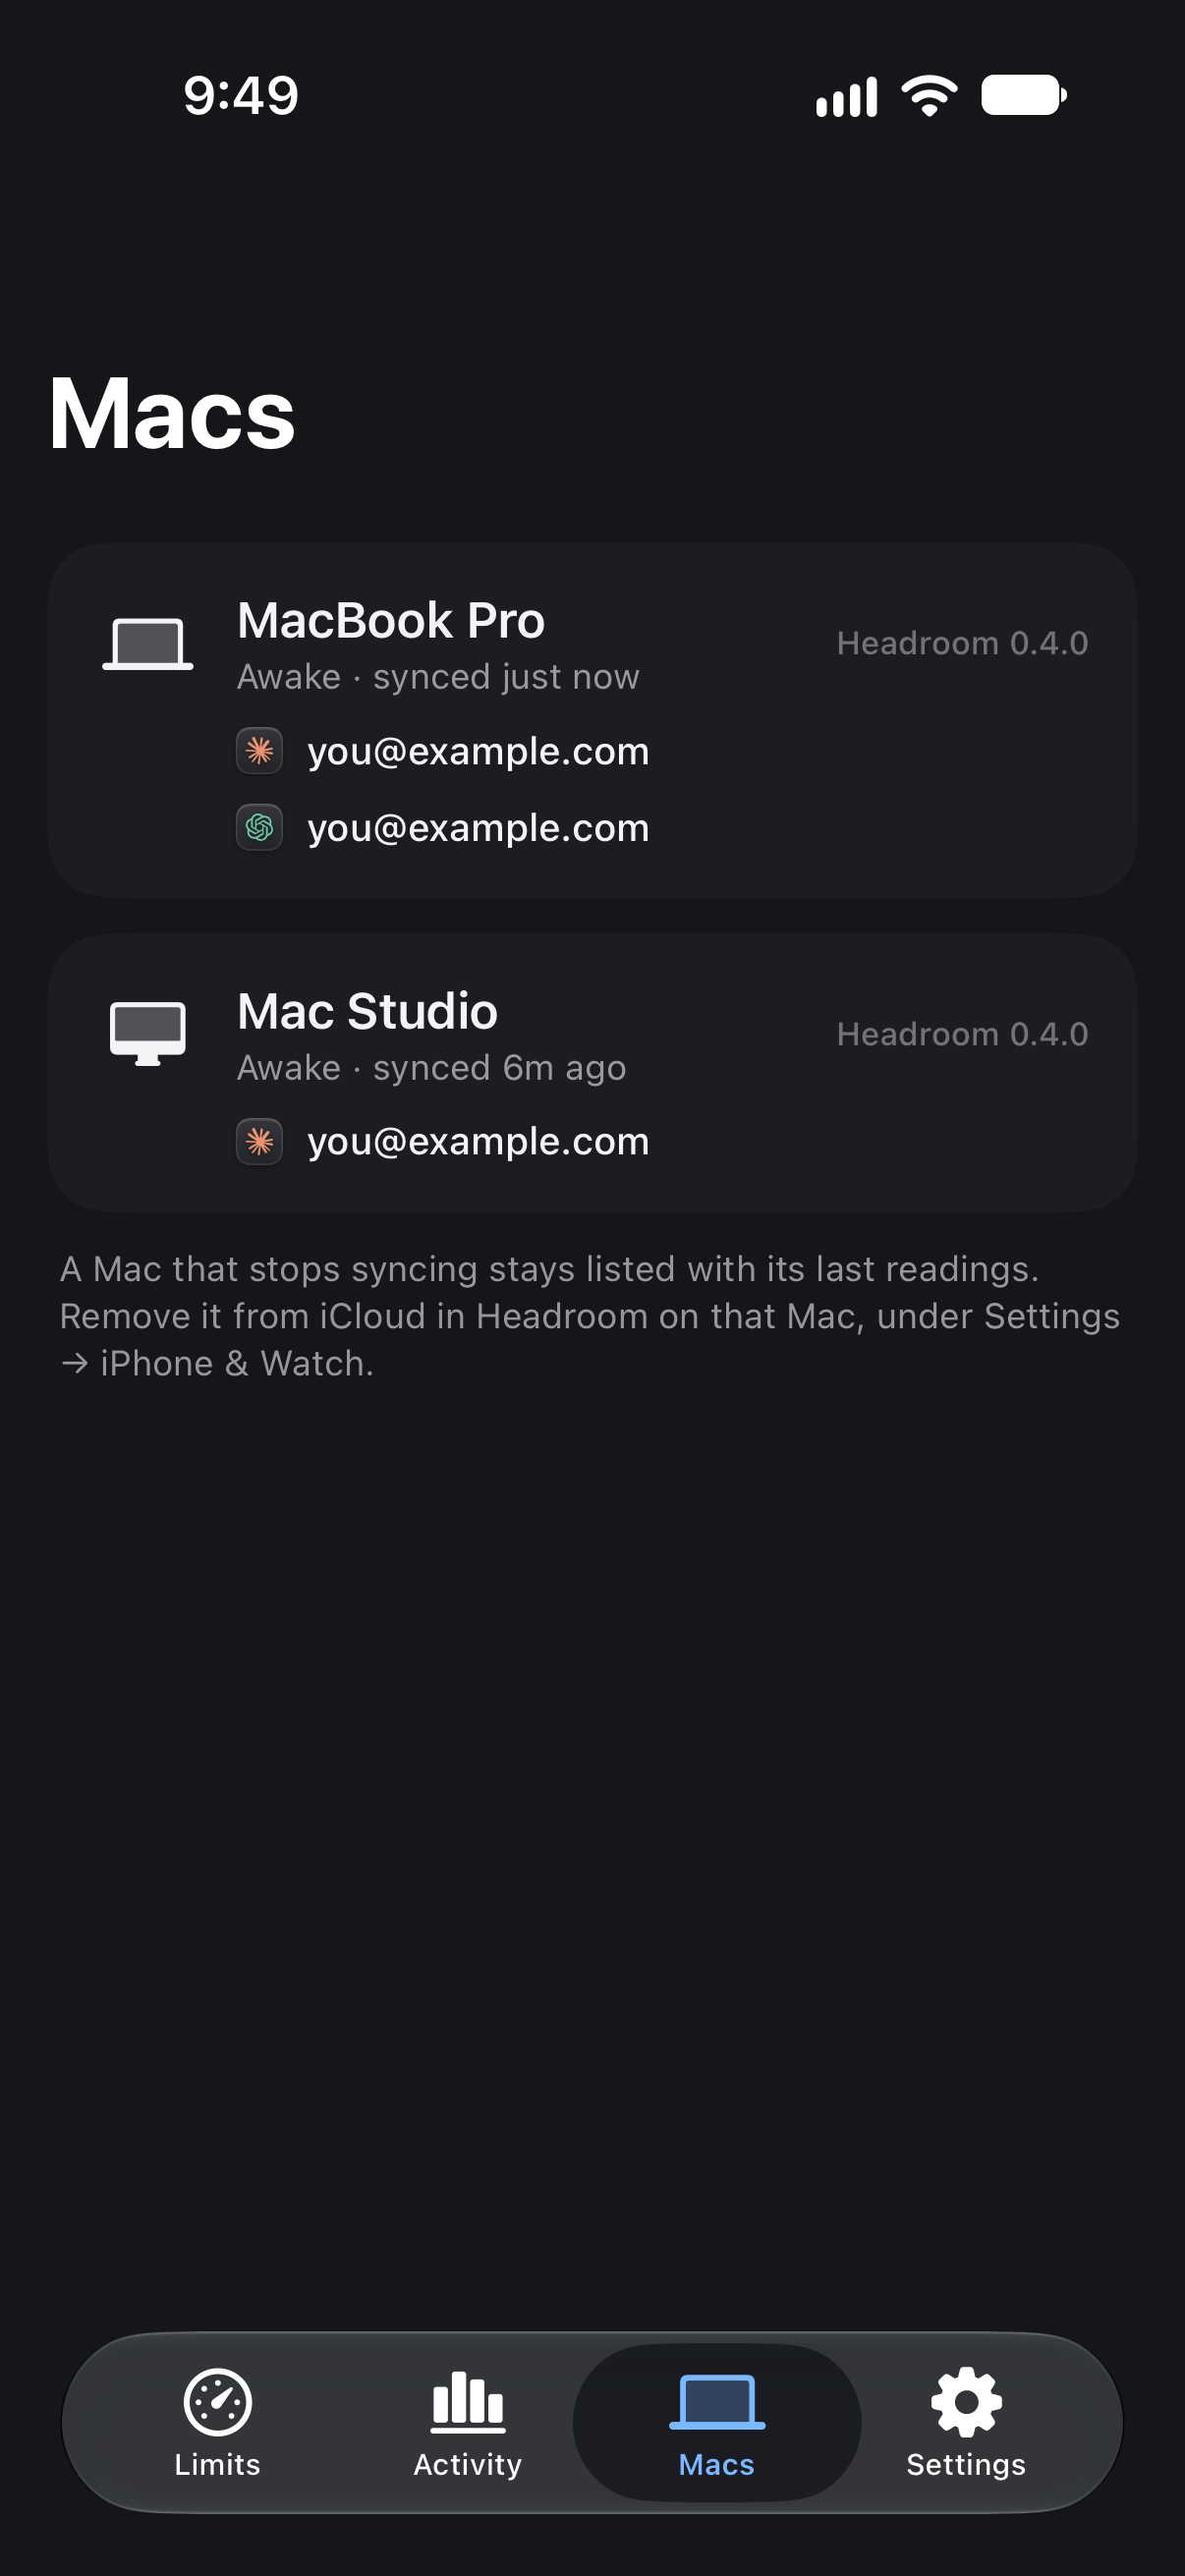 9:49
Macs
MacBook Pro
Headroom 0.4.0
Awake · synced just now
you@example.com
you@example.com
Mac Studio
Headroom 0.4.0
Awake · synced 6m ago
you@example.com
A Mac that stops syncing stays listed with its last readings.
Remove it from iCloud in Headroom on that Mac, under Settings
→ iPhone & Watch.
Limits
Activity
Macs
Settings